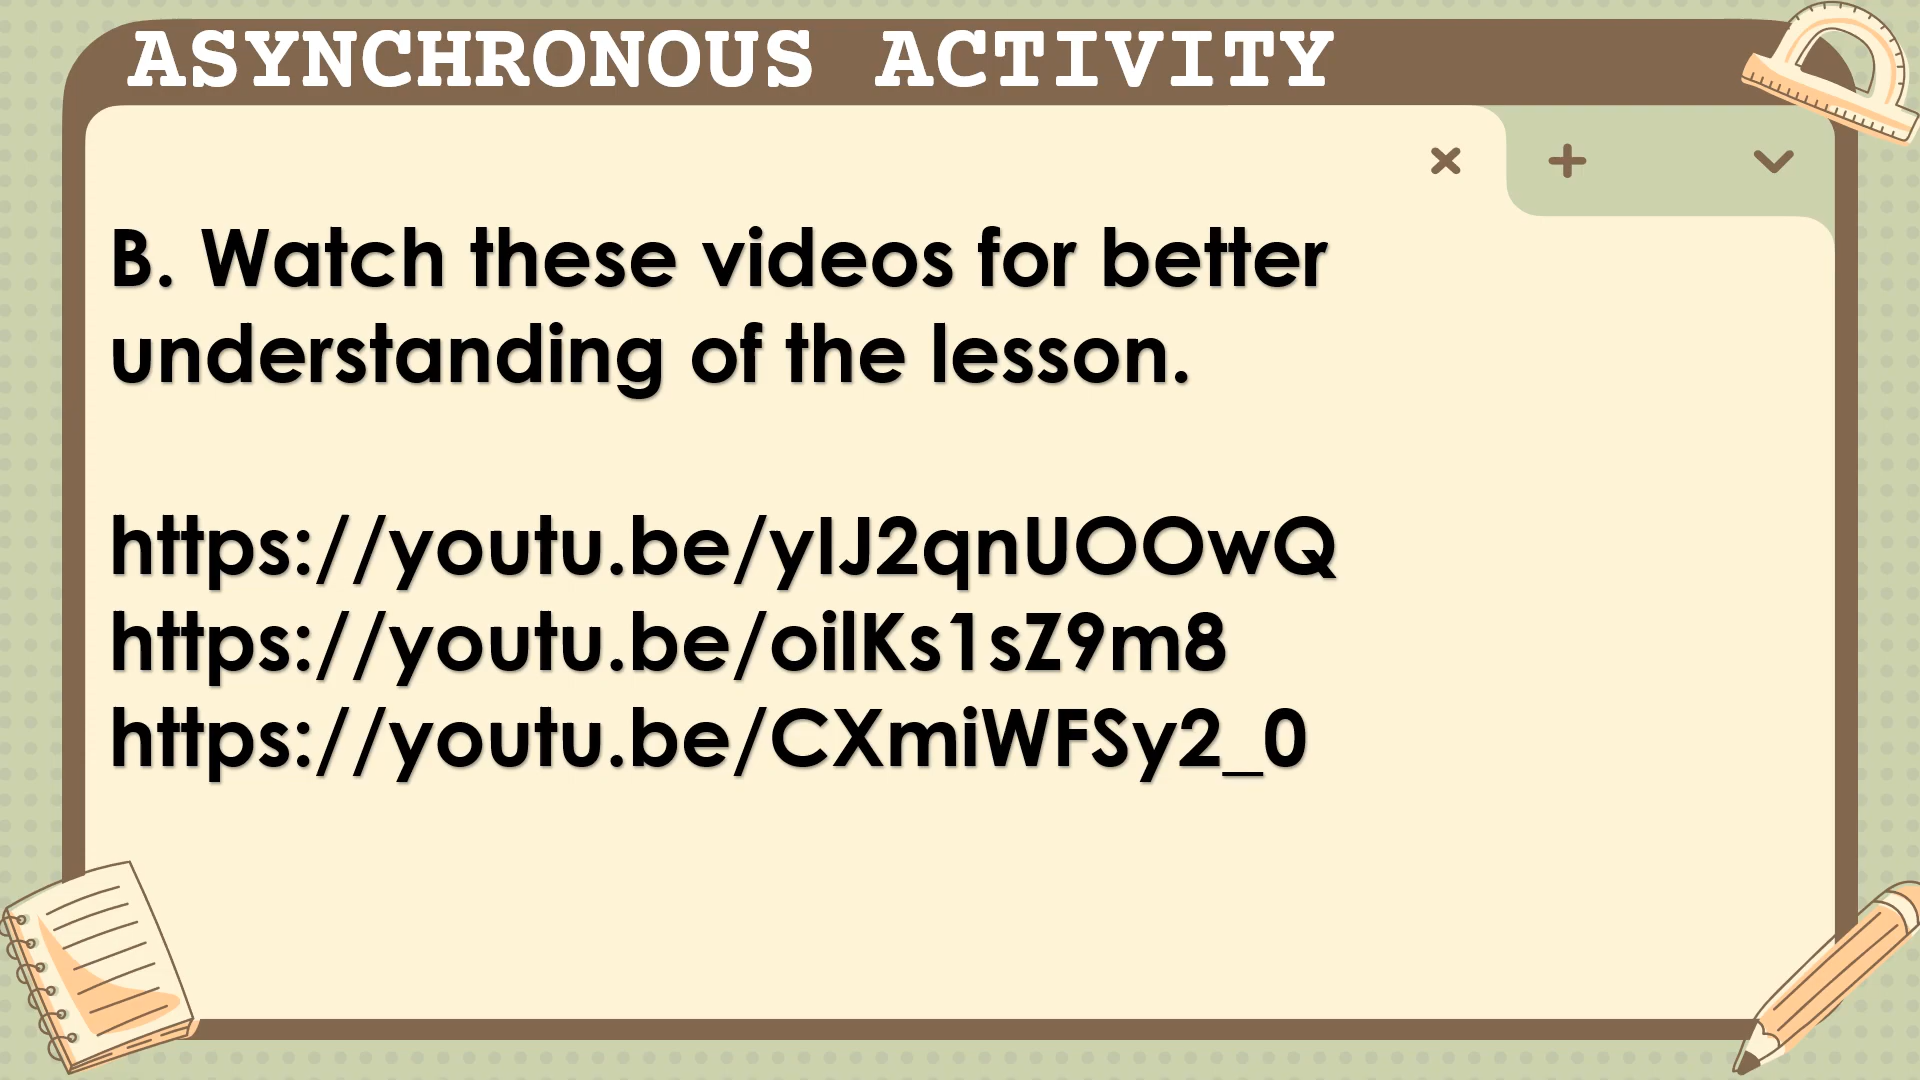 ASYNCHRONOUS ACTIVITY
B. Watch these videos for better
understanding of the lesson.
https://youtu.be/yIJ2qnUOOwQ
https://youtu.be/oilKs1sZ9m8
https://youtu.be/CXmiWFSy2_0